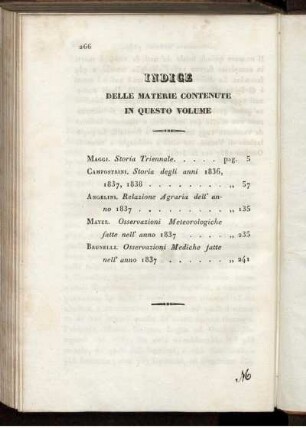 266
INDICE
DELLE MATERIE CONTENUTE
IN QUESTO VOLUME
MAGGI. Storia Triennale. . . . . pag. 5
CAMPOSTRINI. Storia degli anni 1836,
1837, 1838 . . . . . . . . „ 57
ANGELINI. Relazione Agraria dell'an-
no 1837 . . . . . . . . . . „ 135
MAYER. Osservazioni Meteorologiche
fatte nell'anno 1837 . . . . . . „ 235
BRUNELLI. Osservazioni Mediche fatte
nell'anno 1837 . . . . . . . „ 241